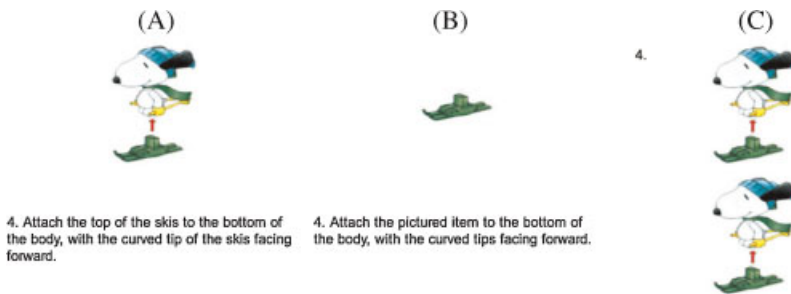 (A)
(B)
(C)
4.
4. Attach the top of the skis to the bottom of
the body, with the curved tip of the skis facing
forward.
4. Attach the pictured item to the bottom of
the body, with the curved tips facing forward.